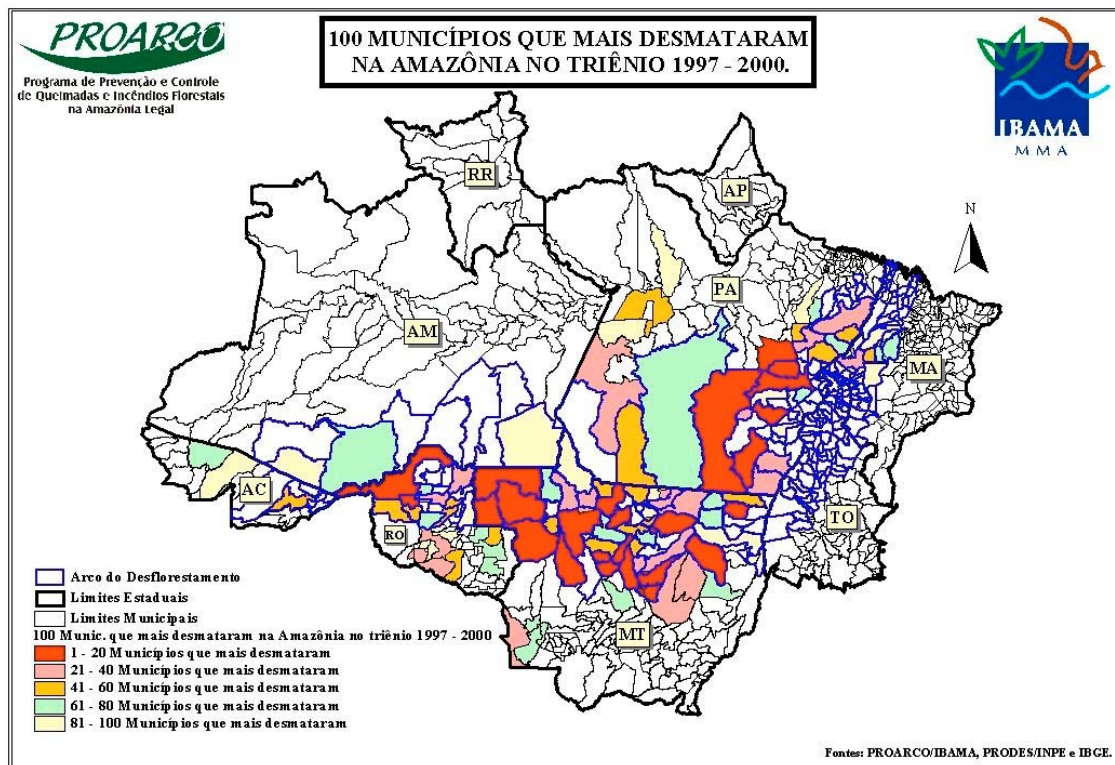 PROARCO
Programa de Prevenção e Controle
de Queimadas e Incêndios Florestais
na Amazônia Legal
100 MUNICÍPIOS QUE MAIS DESMATARAM
NA AMAZÔNIA NO TRIÊNIO 1997 - 2000.
IBAMA
M M A
RR
AP
N
PA
AM
MA
AC
TO
RO
MT
Arco do Desflorestamento
Limites Estaduais
Limites Municipais
100 Munic. que mais desmataram na Amazônia no triênio 1997 - 2000
1 - 20 Municípios que mais desmataram
21 - 40 Municípios que mais desmataram
41 - 60 Municípios que mais desmataram
61 - 80 Municípios que mais desmataram
81 - 100 Municípios que mais desmataram
Fontes: PROARCO/IBAMA, PRODES/INPE e IBGE.